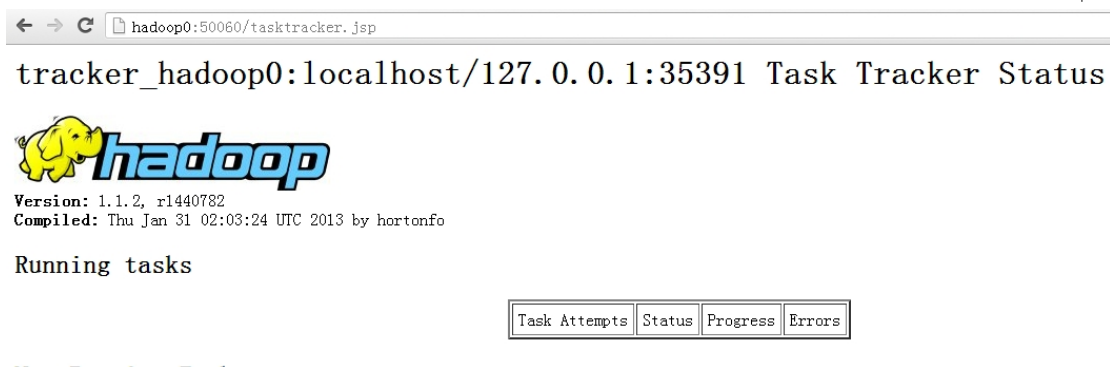 hadoop0:50060/tasktracker.jsp
tracker_hadoop0:localhost/127.0.0.1:35391 Task Tracker Status
hadoop
Version: 1.1.2, r1440782
Compiled: Thu Jan 31 02:03:24 UTC 2013 by hortonfo
Running tasks
Task Attempts Status Progress Errors